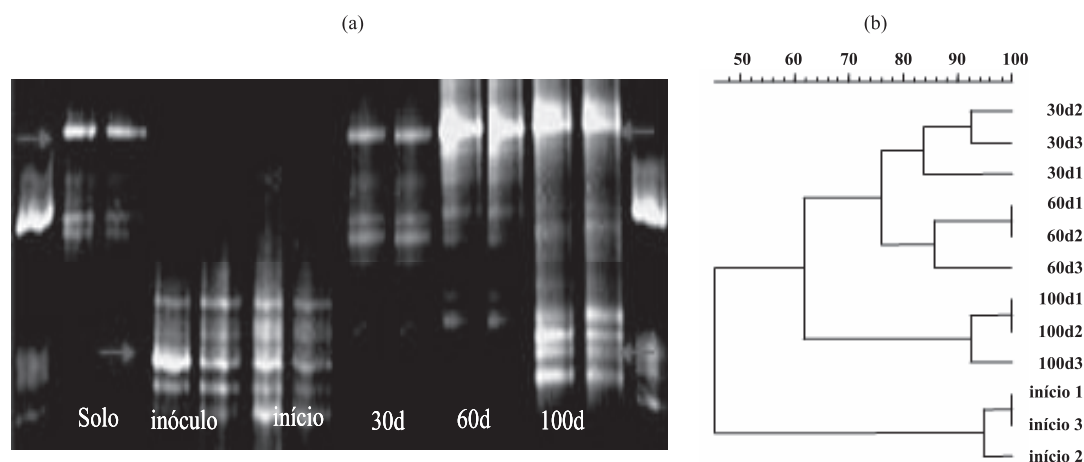 (a)
(b)
50 60 70 80 90 100
30d2
30d3
30d1
60d1
60d2
60d3
100d1
100d2
100d3
início 1
início 3
início 2
Solo inóculo início 30d 60d 100d